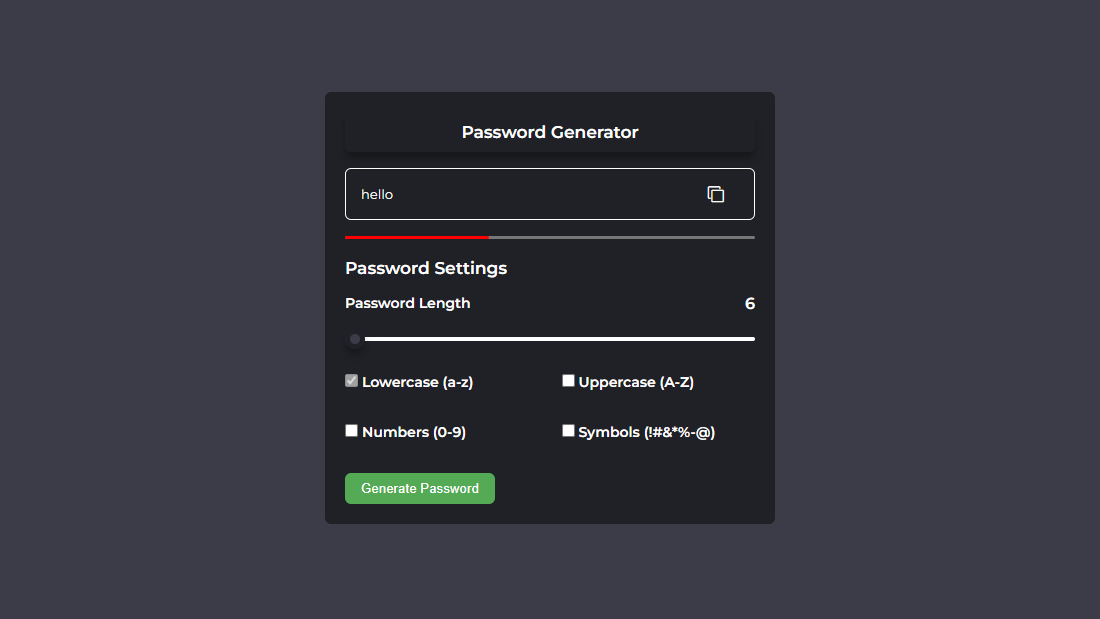 Password Generator
hello
Password Settings
Password Length 6
Lowercase (a-z) Uppercase (A-Z)
Numbers (0-9) Symbols (!#&*%-@)
Generate Password